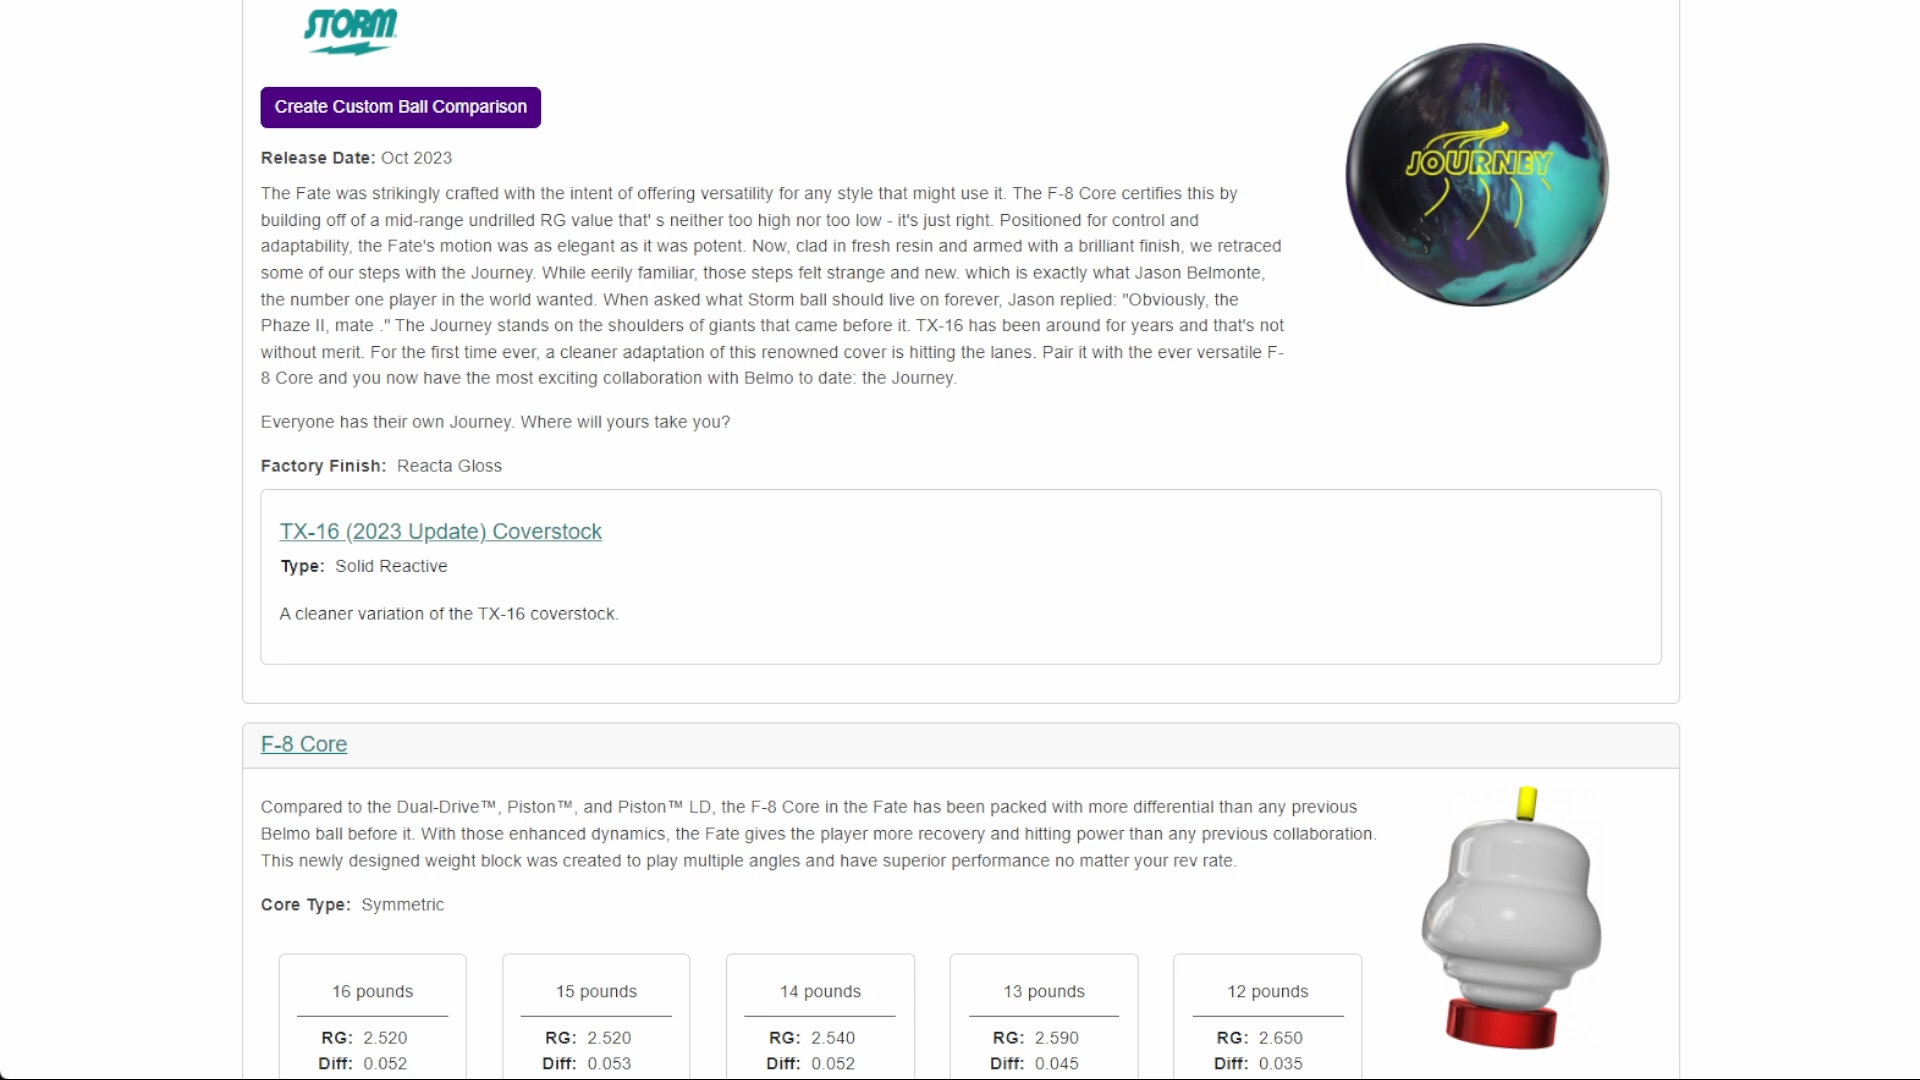 STORM
Create Custom Ball Comparison
JOURNEY
Release Date: Oct 2023
The Fate was strikingly crafted with the intent of offering versatility for any style that might use it. The F-8 Core certifies this by
building off of a mid-range undrilled RG value that' s neither too high nor too low - it's just right. Positioned for control and
adaptability, the Fate's motion was as elegant as it was potent. Now, clad in fresh resin and armed with a brilliant finish, we retraced
some of our steps with the Journey. While eerily familiar, those steps felt strange and new. which is exactly what Jason Belmonte,
the number one player in the world wanted. When asked what Storm ball should live on forever, Jason replied: "Obviously, the
Phaze II, mate ." The Journey stands on the shoulders of giants that came before it. TX-16 has been around for years and that's not
without merit. For the first time ever, a cleaner adaptation of this renowned cover is hitting the lanes. Pair it with the ever versatile F-
8 Core and you now have the most exciting collaboration with Belmo to date: the Journey.
Everyone has their own Journey. Where will yours take you?
Factory Finish: Reacta Gloss
TX-16 (2023 Update) Coverstock
Type: Solid Reactive
A cleaner variation of the TX-16 coverstock.
F-8 Core
Compared to the Dual-Drive™, Piston™, and Piston™ LD, the F-8 Core in the Fate has been packed with more differential than any previous
Belmo ball before it. With those enhanced dynamics, the Fate gives the player more recovery and hitting power than any previous collaboration.
This newly designed weight block was created to play multiple angles and have superior performance no matter your rev rate.
Core Type: Symmetric
16 pounds
RG: 2.520
Diff: 0.052
15 pounds
RG: 2.520
Diff: 0.053
14 pounds
RG: 2.540
Diff: 0.052
13 pounds
RG: 2.590
Diff: 0.045
12 pounds
RG: 2.650
Diff: 0.035